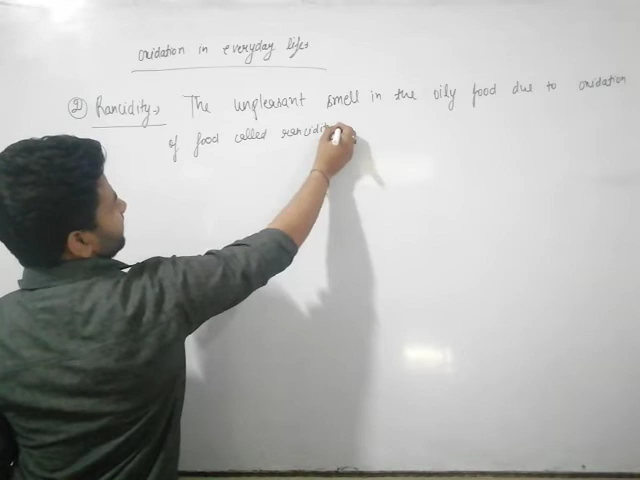 oxidation in everyday life
② Rancidity → The unpleasant smell in the oily food due to oxidation
of food called rancidit